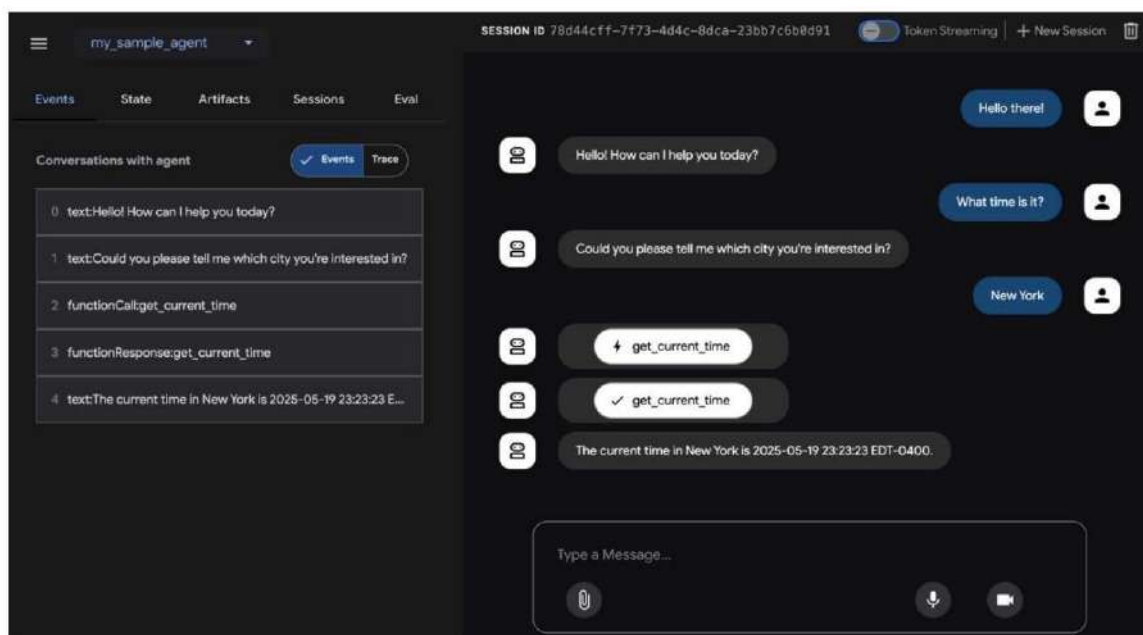 my_sample_agent
SESSION ID 78d44cff-7f73-4d4c-8dca-23bb7c6b0d91 Token Streaming + New Session
Events State Artifacts Sessions Eval
Conversations with agent Events Trace
0 text:Hello! How can I help you today?
1 text:Could you please tell me which city you're interested in?
2 functionCall:get_current_time
3 functionResponse:get_current_time
4 text:The current time in New York is 2025-05-19 23:23:23 E...
Hello there!
Hello! How can I help you today?
What time is it?
Could you please tell me which city you're interested in?
New York
get_current_time
get_current_time
The current time in New York is 2025-05-19 23:23:23 EDT-0400.
Type a Message...